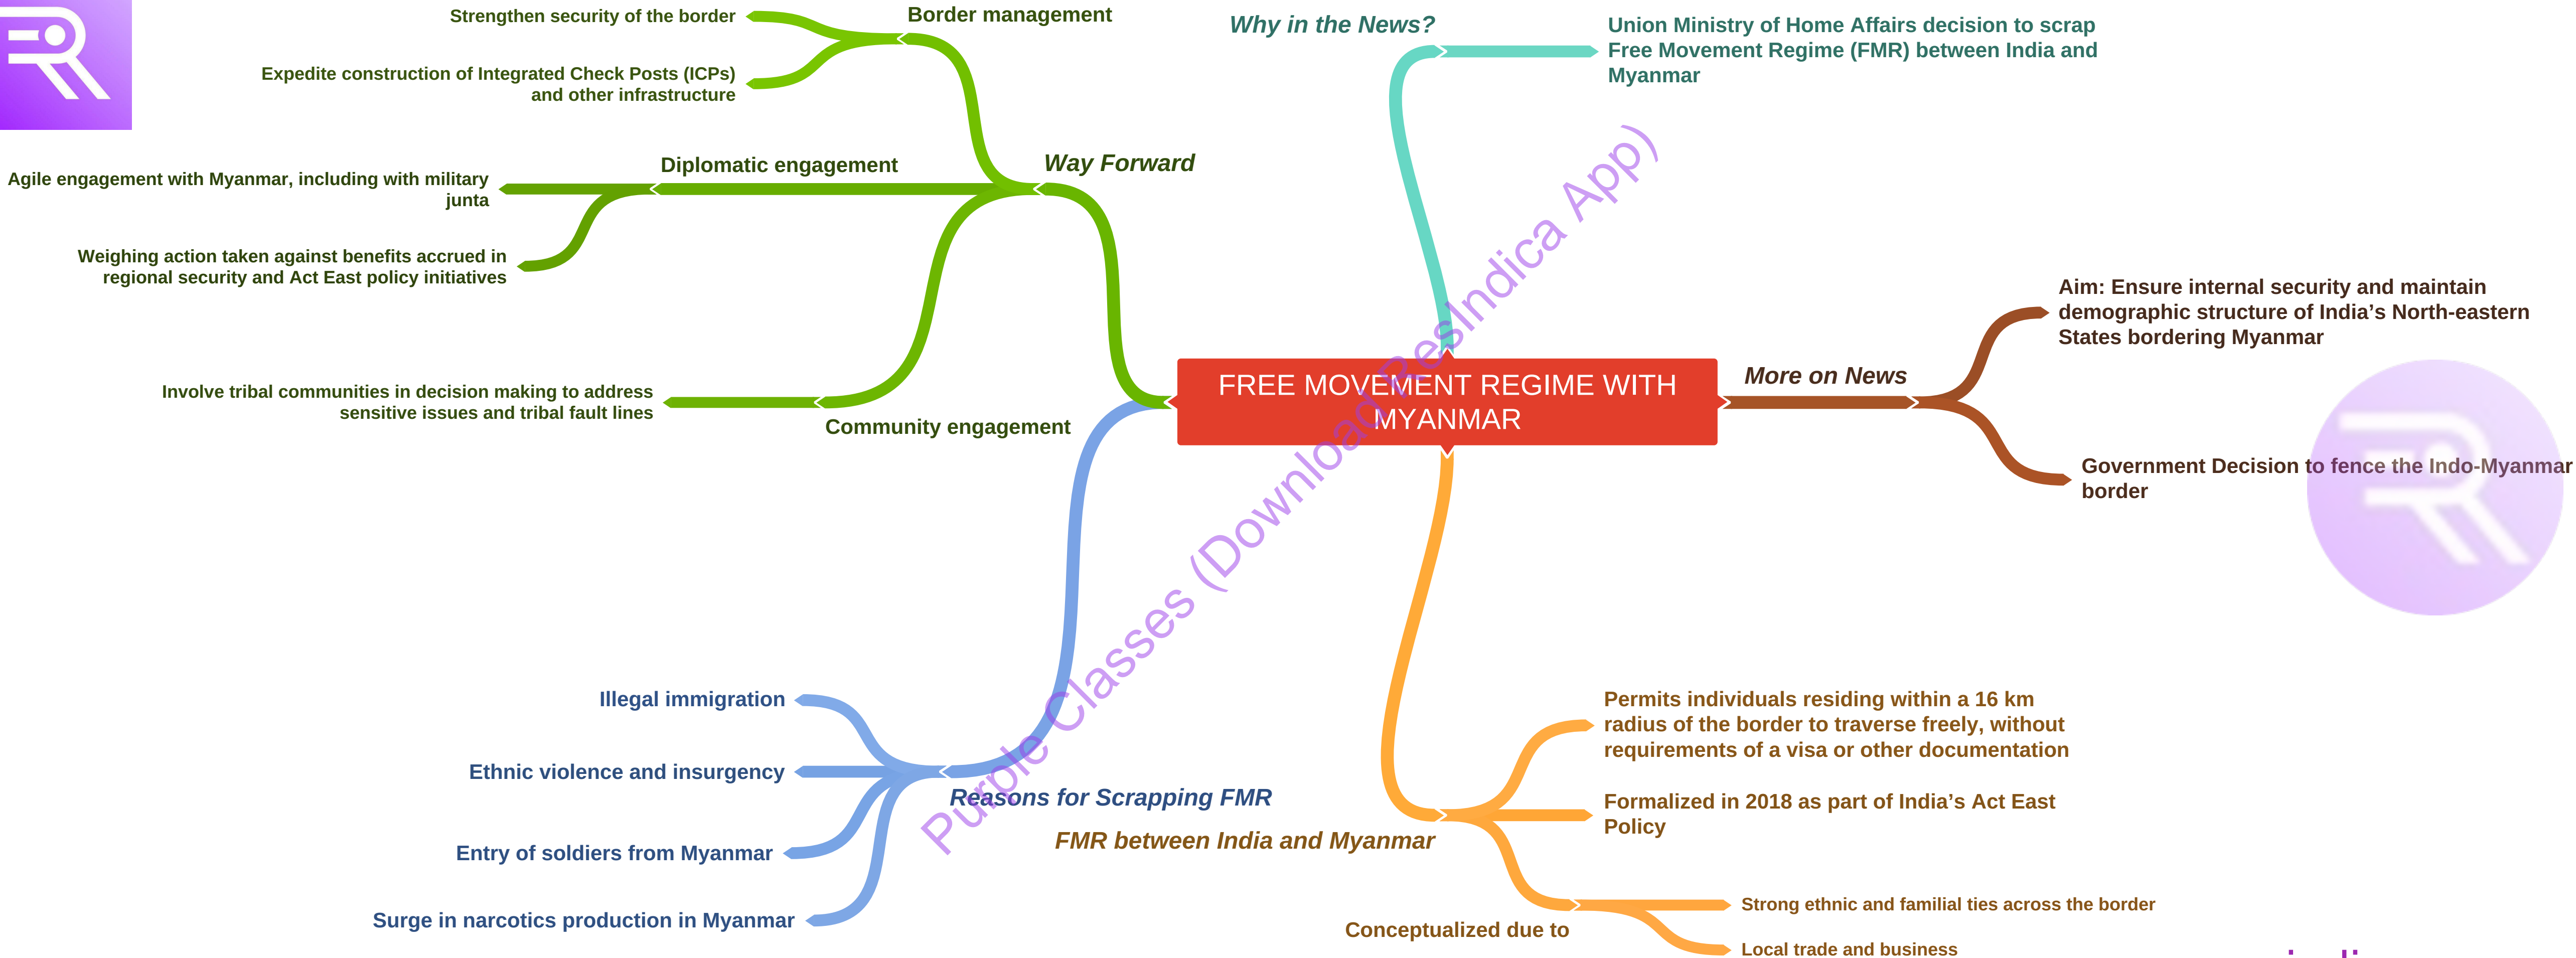 Strengthen security of the border
Border management
Expedite construction of Integrated Check Posts (ICPs)
and other infrastructure
Diplomatic engagement
Way Forward
Agile engagement with Myanmar, including with military
junta
Weighing action taken against benefits accrued in
regional security and Act East policy initiatives
Involve tribal communities in decision making to address
sensitive issues and tribal fault lines
Community engagement
Why in the News?
Union Ministry of Home Affairs decision to scrap
Free Movement Regime (FMR) between India and
Myanmar
FREE MOVEMENT REGIME WITH
MYANMAR
More on News
Aim: Ensure internal security and maintain
demographic structure of India’s North-eastern
States bordering Myanmar
Government Decision to fence the Indo-Myanmar
border
Illegal immigration
Ethnic violence and insurgency
Entry of soldiers from Myanmar
Surge in narcotics production in Myanmar
Reasons for Scrapping FMR
FMR between India and Myanmar
Permits individuals residing within a 16 km
radius of the border to traverse freely, without
requirements of a visa or other documentation
Formalized in 2018 as part of India’s Act East
Policy
Conceptualized due to
Strong ethnic and familial ties across the border
Local trade and business
Purple Classes (Download ResIndica App)